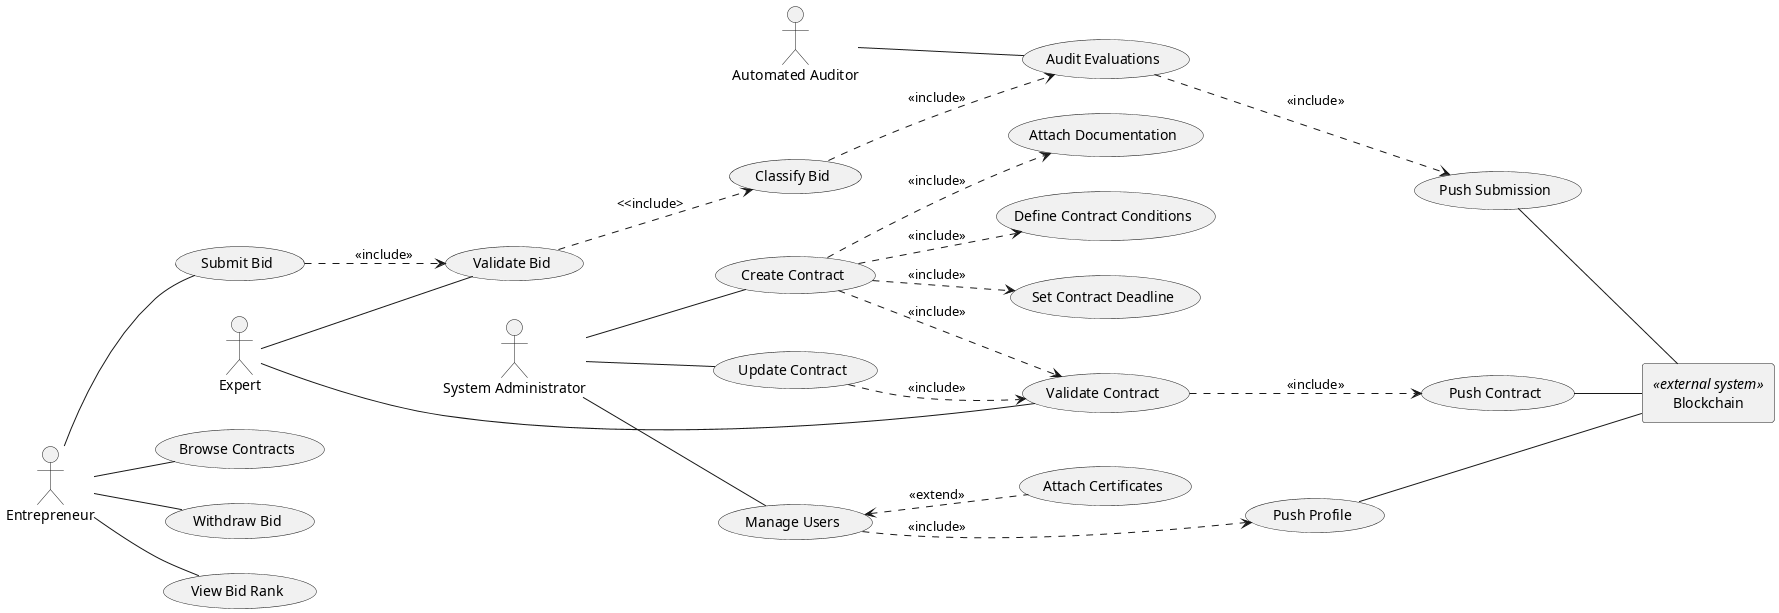 Automated Auditor
Audit Evaluations
«include»
«include»
Attach Documentation
Classify Bid
«include»
Push Submission
<<include>
Define Contract Conditions
«include»
Submit Bid
«include»
Validate Bid
Create Contract
«include»
Set Contract Deadline
«include»
Expert
System Administrator
Update Contract
«include»
Validate Contract
«include»
Push Contract
«external system»
Blockchain
Browse Contracts
Entrepreneur
Withdraw Bid
View Bid Rank
Attach Certificates
«extend»
Manage Users
«include»
Push Profile